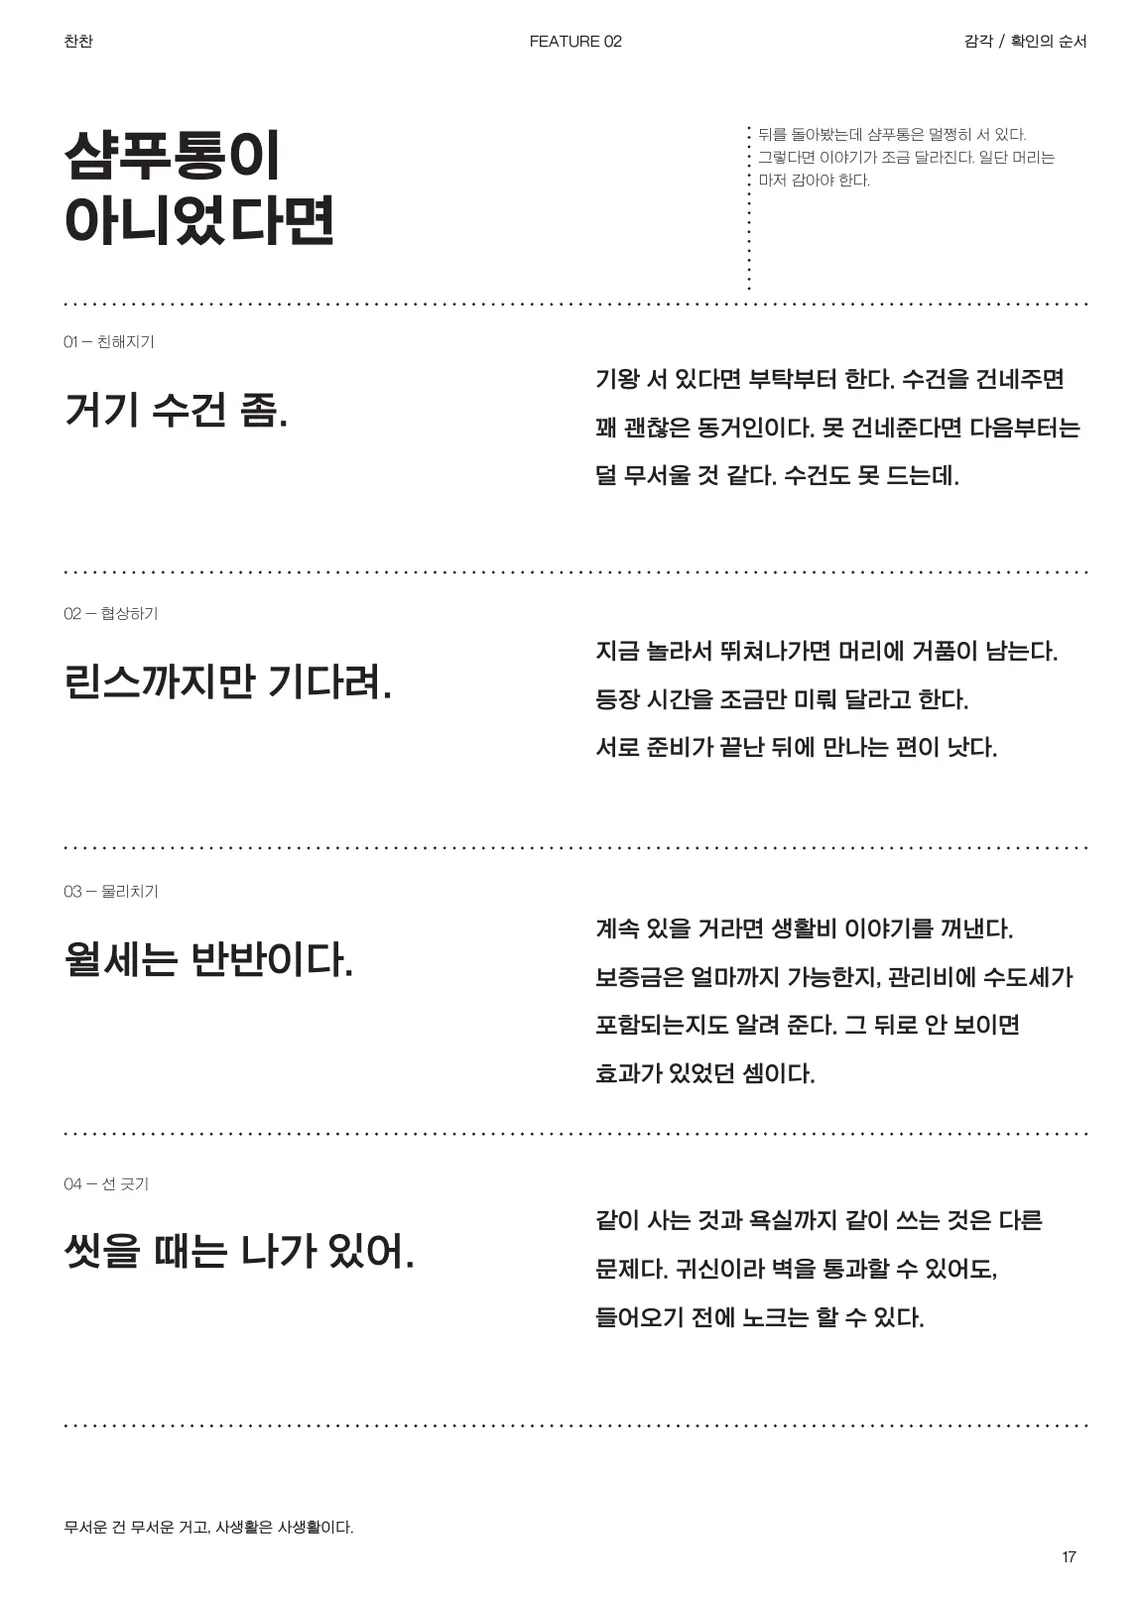 찬찬
FEATURE 02
감각 / 확인의 순서
샴푸통이
아니었다면
뒤를 돌아봤는데 샴푸통은 멀쩡히 서 있다.
그렇다면 이야기가 조금 달라진다. 일단 머리는
마저 감아야 한다.
01 – 친해지기
거기 수건 좀.
기왕 서 있다면 부탁부터 한다. 수건을 건네주면
꽤 괜찮은 동거인이다. 못 건네준다면 다음부터는
덜 무서울 것 같다. 수건도 못 드는데.
02 – 협상하기
린스까지만 기다려.
지금 놀라서 뛰쳐나가면 머리에 거품이 남는다.
등장 시간을 조금만 미뤄 달라고 한다.
서로 준비가 끝난 뒤에 만나는 편이 낫다.
03 – 물리치기
월세는 반반이다.
계속 있을 거라면 생활비 이야기를 꺼낸다.
보증금은 얼마까지 가능한지, 관리비에 수도세가
포함되는지도 알려 준다. 그 뒤로 안 보이면
효과가 있었던 셈이다.
04 – 선 긋기
씻을 때는 나가 있어.
같이 사는 것과 욕실까지 같이 쓰는 것은 다른
문제다. 귀신이라 벽을 통과할 수 있어도,
들어오기 전에 노크는 할 수 있다.
무서운 건 무서운 거고, 사생활은 사생활이다.
17